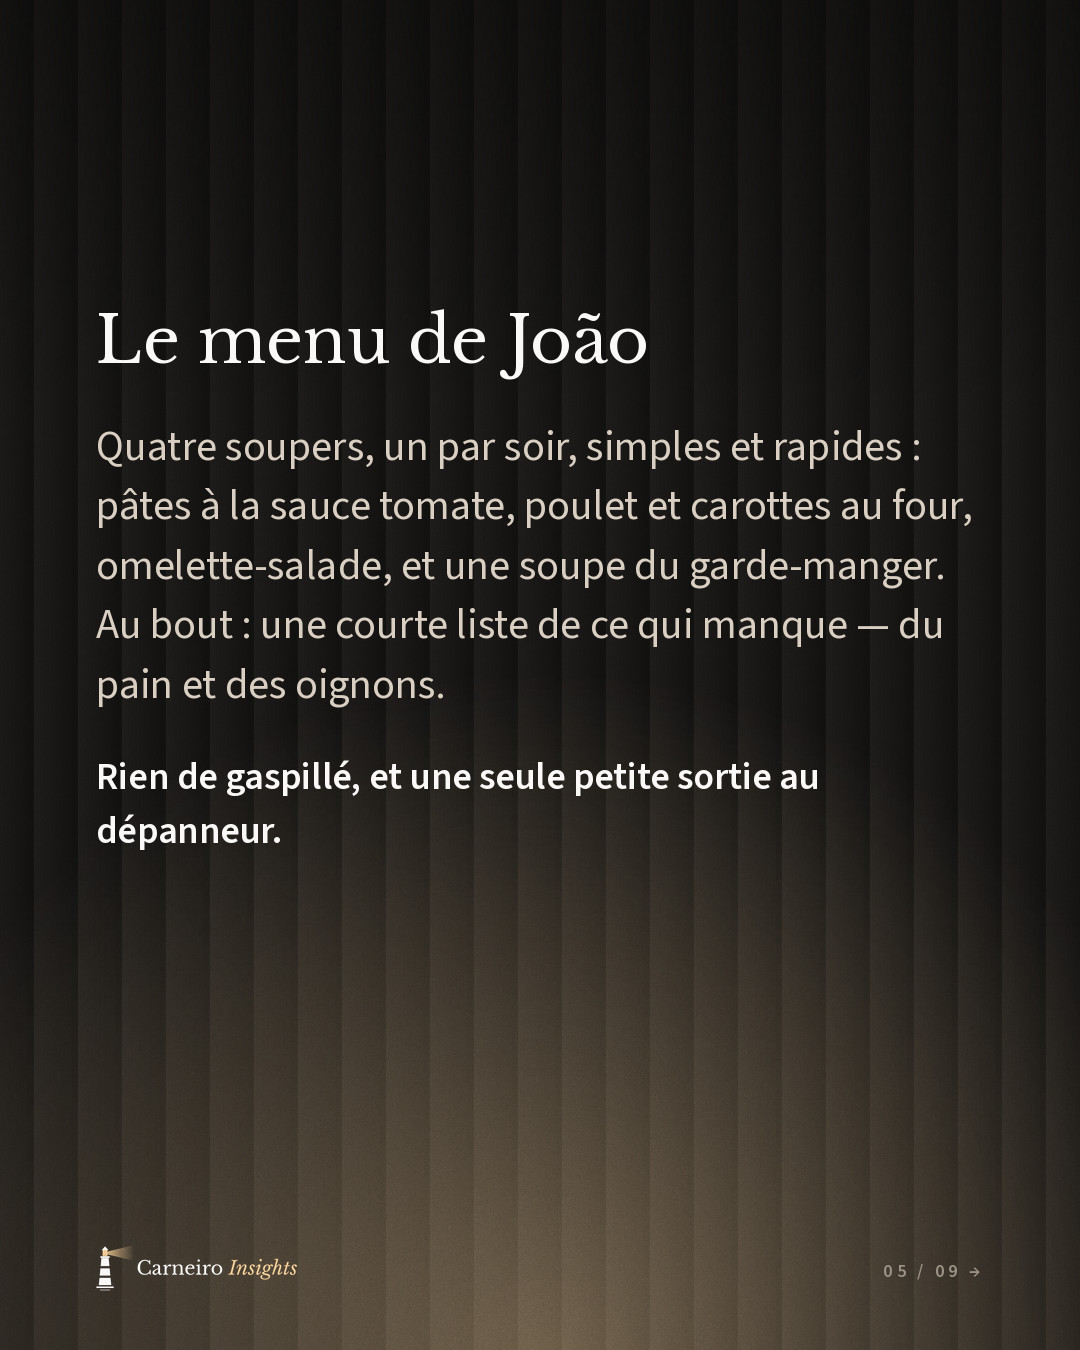 Le menu de João
Quatre soupers, un par soir, simples et rapides :
pâtes à la sauce tomate, poulet et carottes au four,
omelette-salade, et une soupe du garde-manger.
Au bout : une courte liste de ce qui manque — du
pain et des oignons.
Rien de gaspillé, et une seule petite sortie au
dépanneur.
Carneiro Insights
05 / 09 →